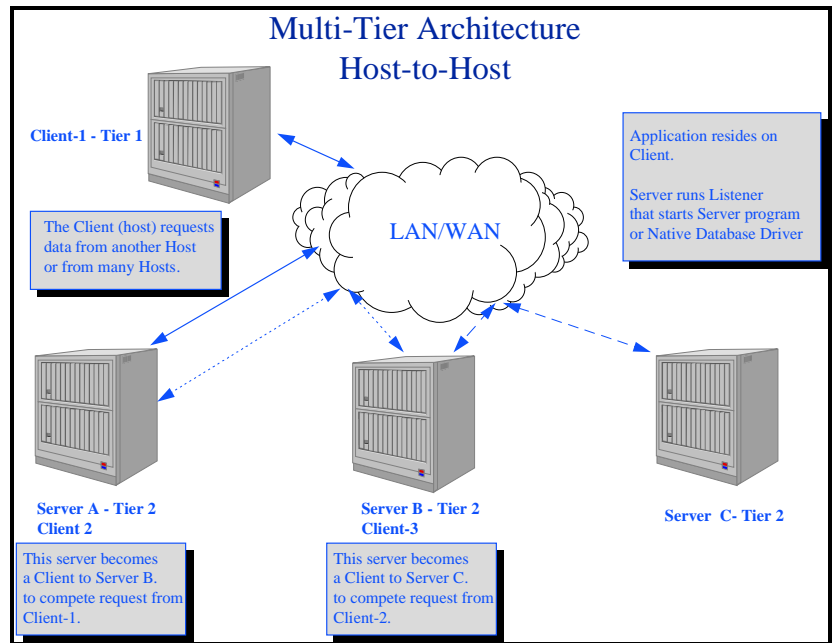 Multi-Tier Architecture
Host-to-Host
Client-1 - Tier 1
The Client (host) requests
data from another Host
or from many Hosts.
LAN/WAN
Application resides on
Client.
Server runs Listener
that starts Server program
or Native Database Driver
Server A - Tier 2
Client 2
This server becomes
a Client to Server B.
to compete request from
Client-1.
Server B - Tier 2
Client-3
This server becomes
a Client to Server C.
to compete request from
Client-2.
Server C- Tier 2